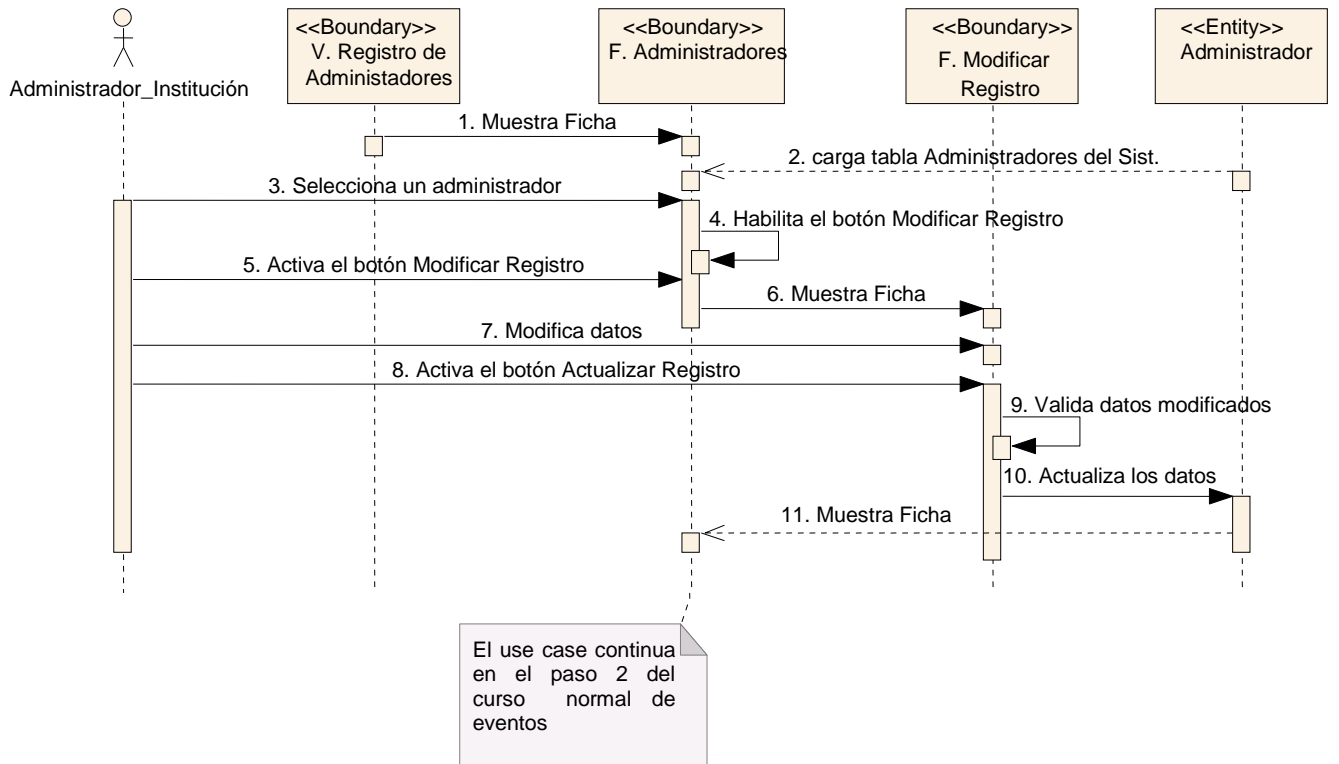 Administrador_Institución
<<Boundary>>
V. Registro de
Administadores
<<Boundary>>
F. Administradores
<<Boundary>>
F. Modificar
Registro
<<Entity>>
Administrador
1. Muestra Ficha
2. carga tabla Administradores del Sist.
3. Selecciona un administrador
4. Habilita el botón Modificar Registro
5. Activa el botón Modificar Registro
6. Muestra Ficha
7. Modifica datos
8. Activa el botón Actualizar Registro
9. Valida datos modificados
10. Actualiza los datos
11. Muestra Ficha
El use case continua
en el paso 2 del
curso normal de
eventos